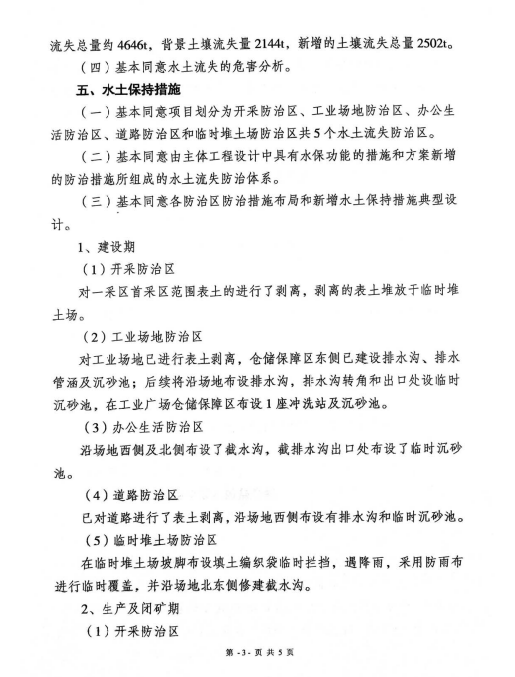 流失总量约 4646t，背景土壤流失量 2144t，新增的土壤流失总量 2502t。
（四）基本同意水土流失的危害分析。
五、水土保持措施
（一）基本同意项目划分为开采防治区、工业场地防治区、办公生
活防治区、道路防治区和临时堆土场防治区共 5 个水土流失防治区。
（二）基本同意由主体工程设计中具有水保功能的措施和方案新增
的防治措施所组成的水土流失防治体系。
（三）基本同意各防治区防治措施布局和新增水土保持措施典型设
计。
1、建设期
（1）开采防治区
对一采区首采区范围表土的进行了剥离，剥离的表土堆放于临时堆
土场。
（2）工业场地防治区
对工业场地已进行表土剥离，仓储保障区东侧已建设排水沟、排水
管涵及沉砂池；后续将沿场地布设排水沟，排水沟转角和出口处设临时
沉砂池，在工业广场仓储保障区布设 1 座冲洗站及沉砂池。
（3）办公生活防治区
沿场地西侧及北侧布设了截水沟，截排水沟出口处布设了临时沉砂
池。
（4）道路防治区
已对道路进行了表土剥离，沿场地西侧布设有排水沟和临时沉砂池。
（5）临时堆土场防治区
在临时堆土场坡脚布设填土编织袋临时拦挡，遇降雨，采用防雨布
进行临时覆盖，并沿场地北东侧修建截水沟。
2、生产及闭矿期
（1）开采防治区
第 -3- 页 共 5 页